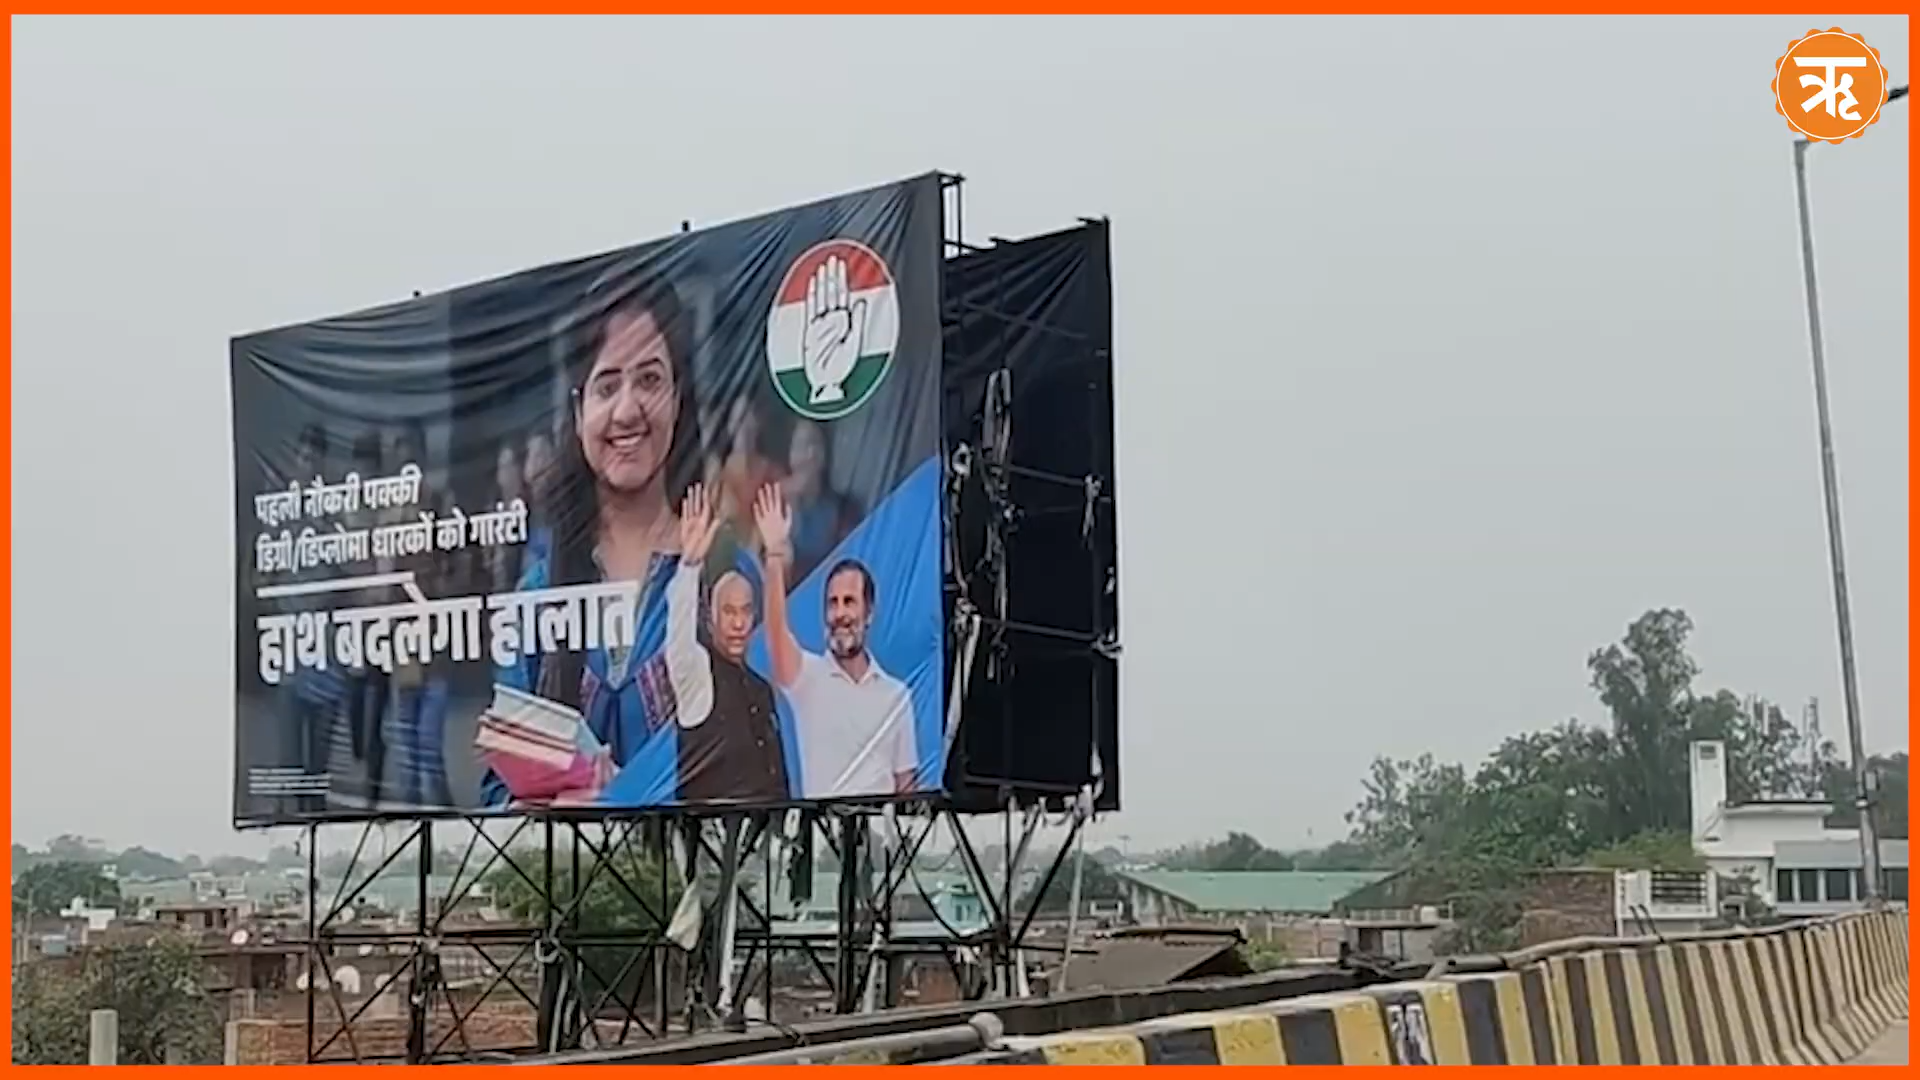 ऋ
पहली नौकरी पक्की
डिग्री/डिप्लोमा धारकों को गारंटी
हाथ बदलेगा हालात